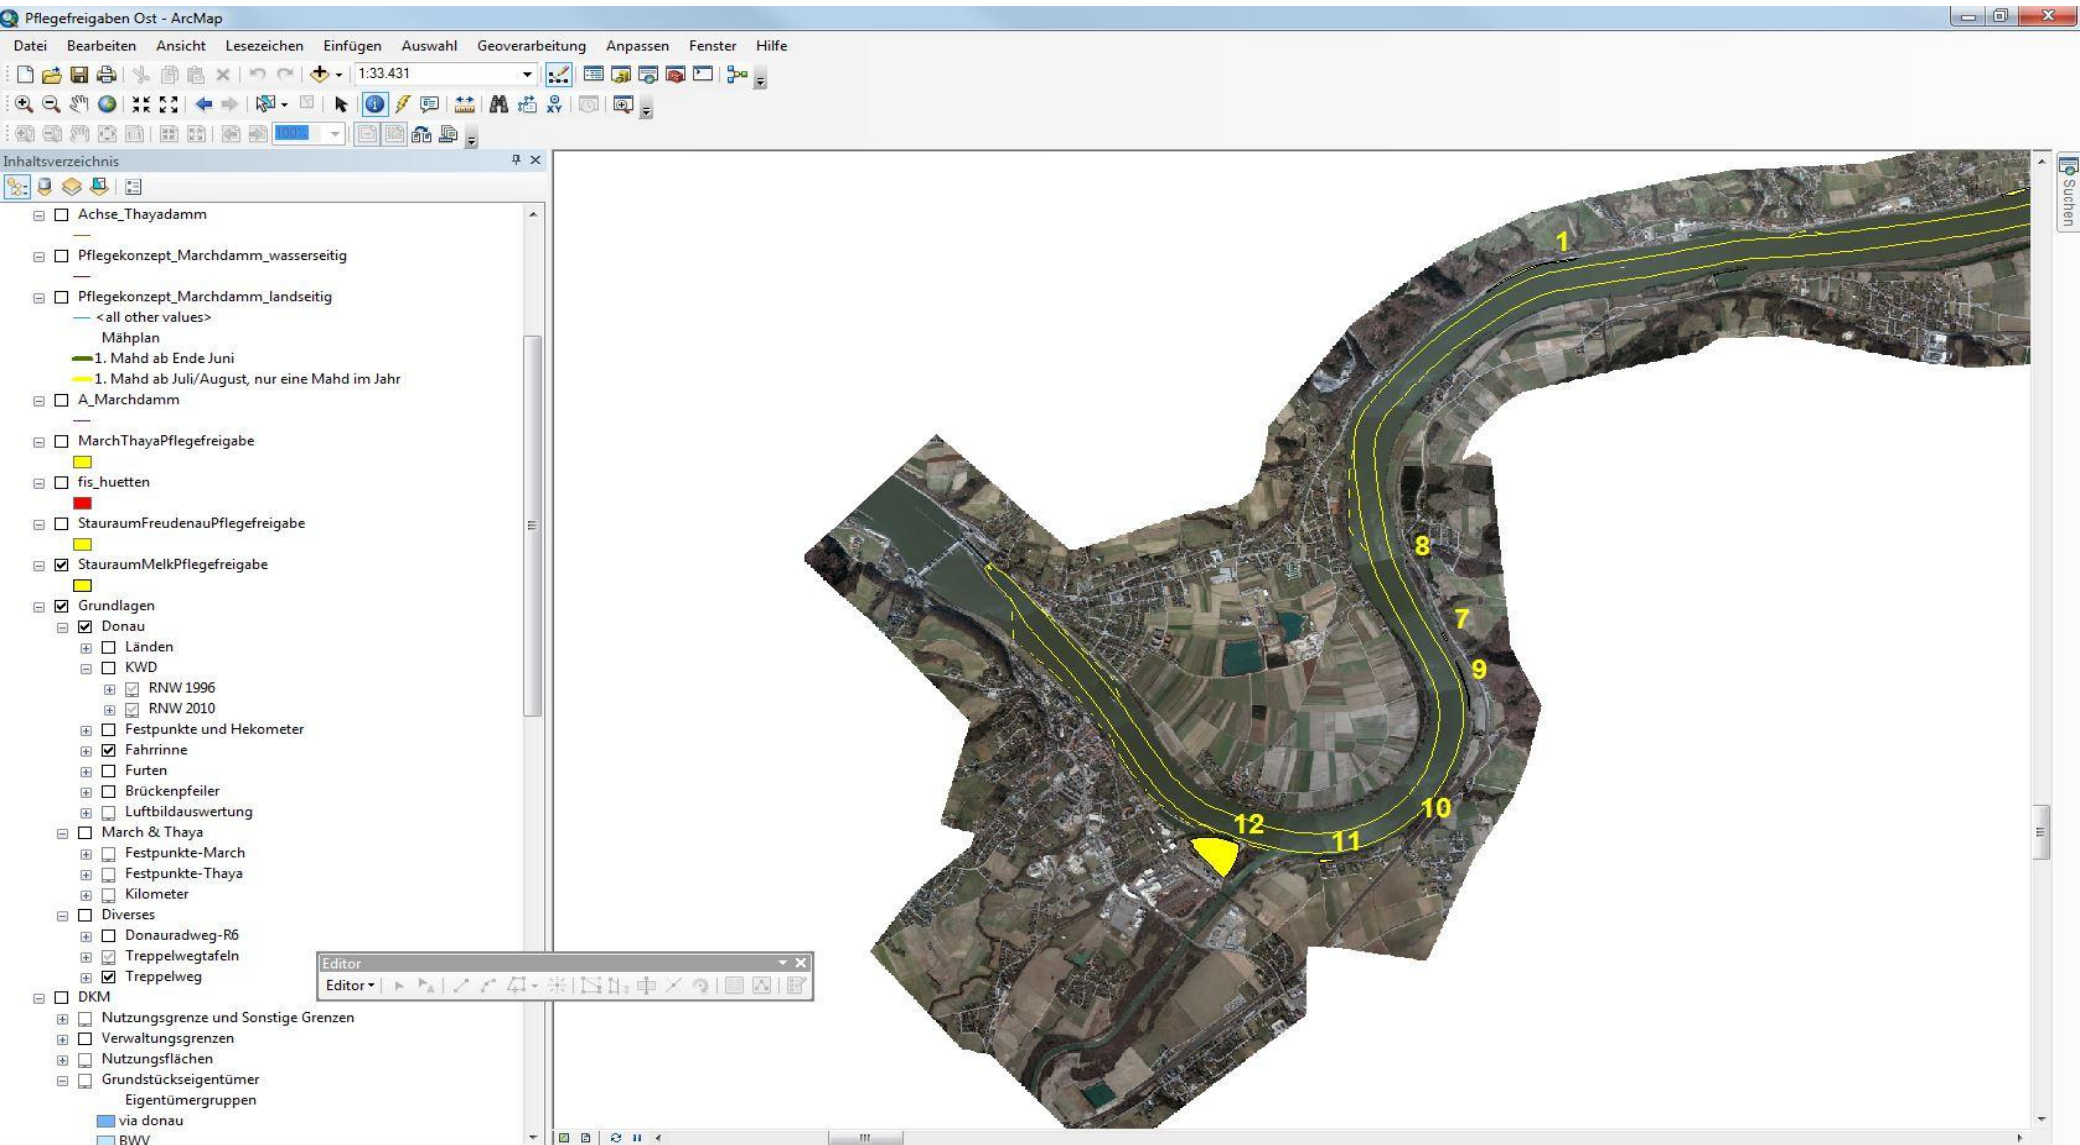 Pflegefreigaben Ost - ArcMap
Datei Bearbeiten Ansicht Lesezeichen Einfügen Auswahl Geoverarbeitung Anpassen Fenster Hilfe
1:33.431
XY
100%
Inhaltsverzeichnis
Suchen
Achse_Thayadamm
Pflegekonzept_Marchdamm_wasserseitig
Pflegekonzept_Marchdamm_landseitig
<all other values>
Mähplan
1. Mahd ab Ende Juni
1. Mahd ab Juli/August, nur eine Mahd im Jahr
A_Marchdamm
MarchThayaPflegefreigabe
fis_huetten
StauraumFreudenauPflegefreigabe
StauraumMelkPflegefreigabe
Grundlagen
Donau
Länden
KWD
RNW 1996
RNW 2010
Festpunkte und Hekometer
Fahrrinne
Furten
Brückenpfeiler
Luftbildauswertung
March & Thaya
Festpunkte-March
Festpunkte-Thaya
Kilometer
Diverses
Donauradweg-R6
Treppelwegtafeln
Treppelweg
DKM
Nutzungsgrenze und Sonstige Grenzen
Verwaltungsgrenzen
Nutzungsflächen
Grundstückseigentümer
Eigentümergruppen
via donau
BWV
Editor
Editor
1
8
7
9
10
12
11